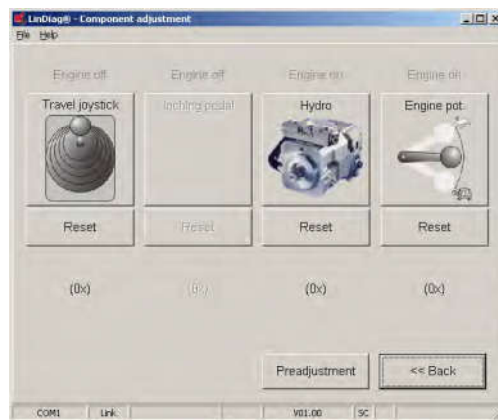 LinDiag® - Component adjustment
File Help
Engine off Engine off Engine on Engine on
Travel joystick Inching pedal Hydro Engine pot.
Reset Reset Reset Reset
(0x) (0x) (0x) (0x)
Preadjustment << Back
COM1 Link V01.00 SC